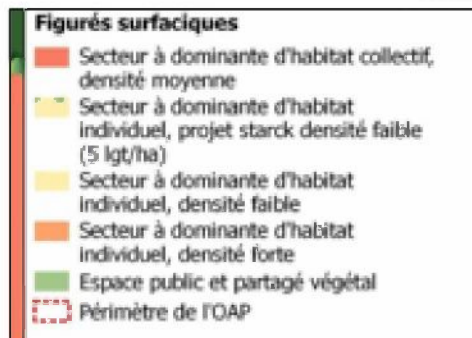 Figurés surfaciques
Secteur à dominante d'habitat collectif,
densité moyenne
Secteur à dominante d'habitat
individuel, projet starck densité faible
(5 lgt/ha)
Secteur à dominante d'habitat
individuel, densité faible
Secteur à dominante d'habitat
individuel, densité forte
Espace public et partagé végétal
Périmètre de l'OAP